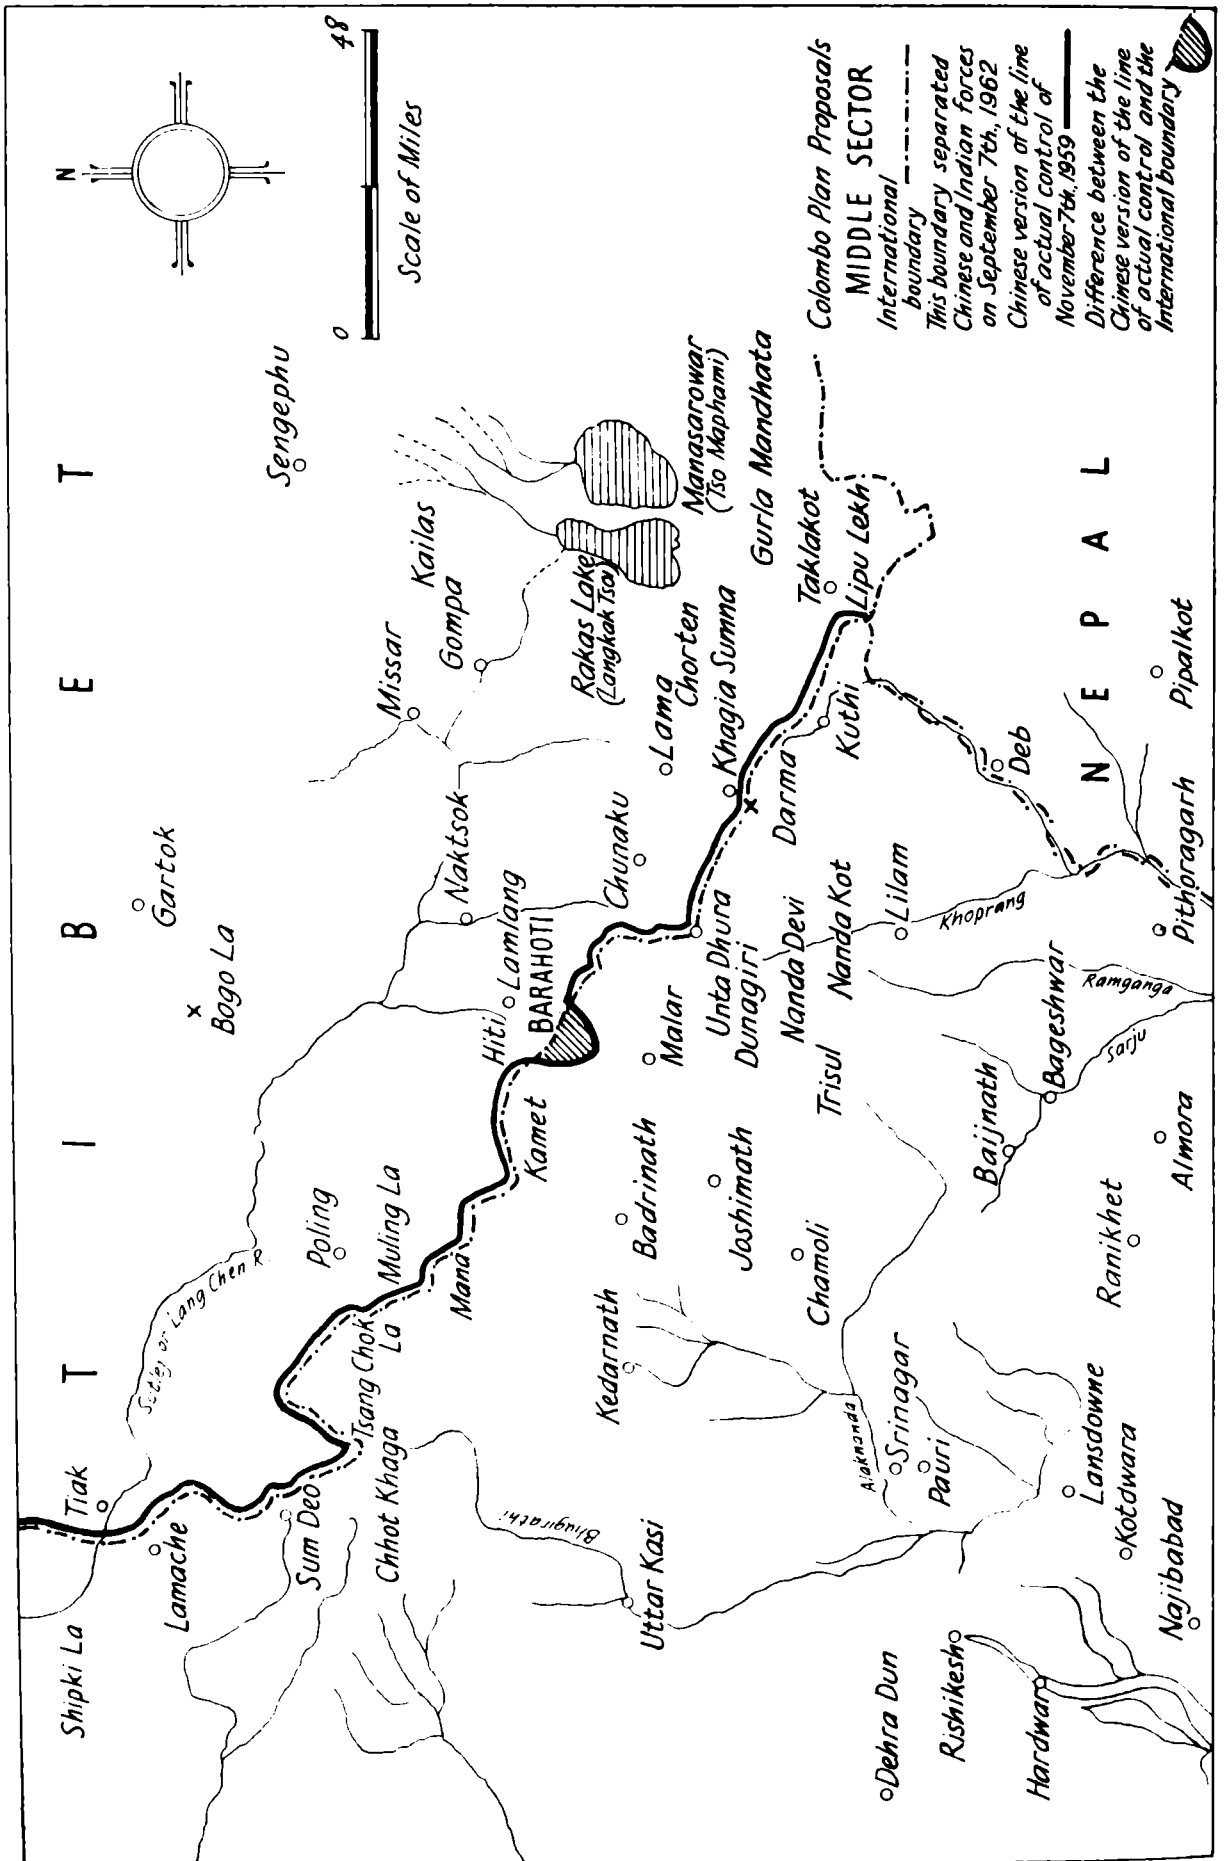 T I B E T
N
0 48
Scale of Miles
Shipki La
Tiak
Lamache
Sum Deo
Chhot Khaga
Tsang Chok
La
Muling La
Poling
Sutlej or Lang Chen R.
Mana
Kamet
Bogo La
Gartok
Hiti
Lamlang
BARAHOTI
Naktsok
Missar
Gompa
Kailas
Sengephu
Chunaku
Lama
Chorten
Rakas Lake
(Langkak Tso)
Manasarowar
(Tso Maphami)
Gurla Mandhata
Khagia Sumna
Taklakot
Lipu Lekh
Kuthi
Darma
Unta Dhura
Dunagiri
Malar
Nanda Devi
Nanda Kot
Trisul
Lilam
Khoprang
Deb
N E P A L
Pipalkot
Pithoragarh
Ramganga
Sarju
Bageshwar
Baijnath
Almora
Ranikhet
Badrinath
Joshimath
Chamoli
Kedarnath
Alaknanda
Srinagar
Pauri
Lansdowne
Kotdwara
Najibabad
Bhugirathi
Uttar Kasi
Dehra Dun
Rishikesh
Hardwar
Colombo Plan Proposals
MIDDLE SECTOR
International
boundary
This boundary separated
Chinese and Indian forces
on September 7th., 1962
Chinese version of the line
of actual control of
November 7th. 1959
Difference between the
Chinese version of the line
of actual control and the
International boundary